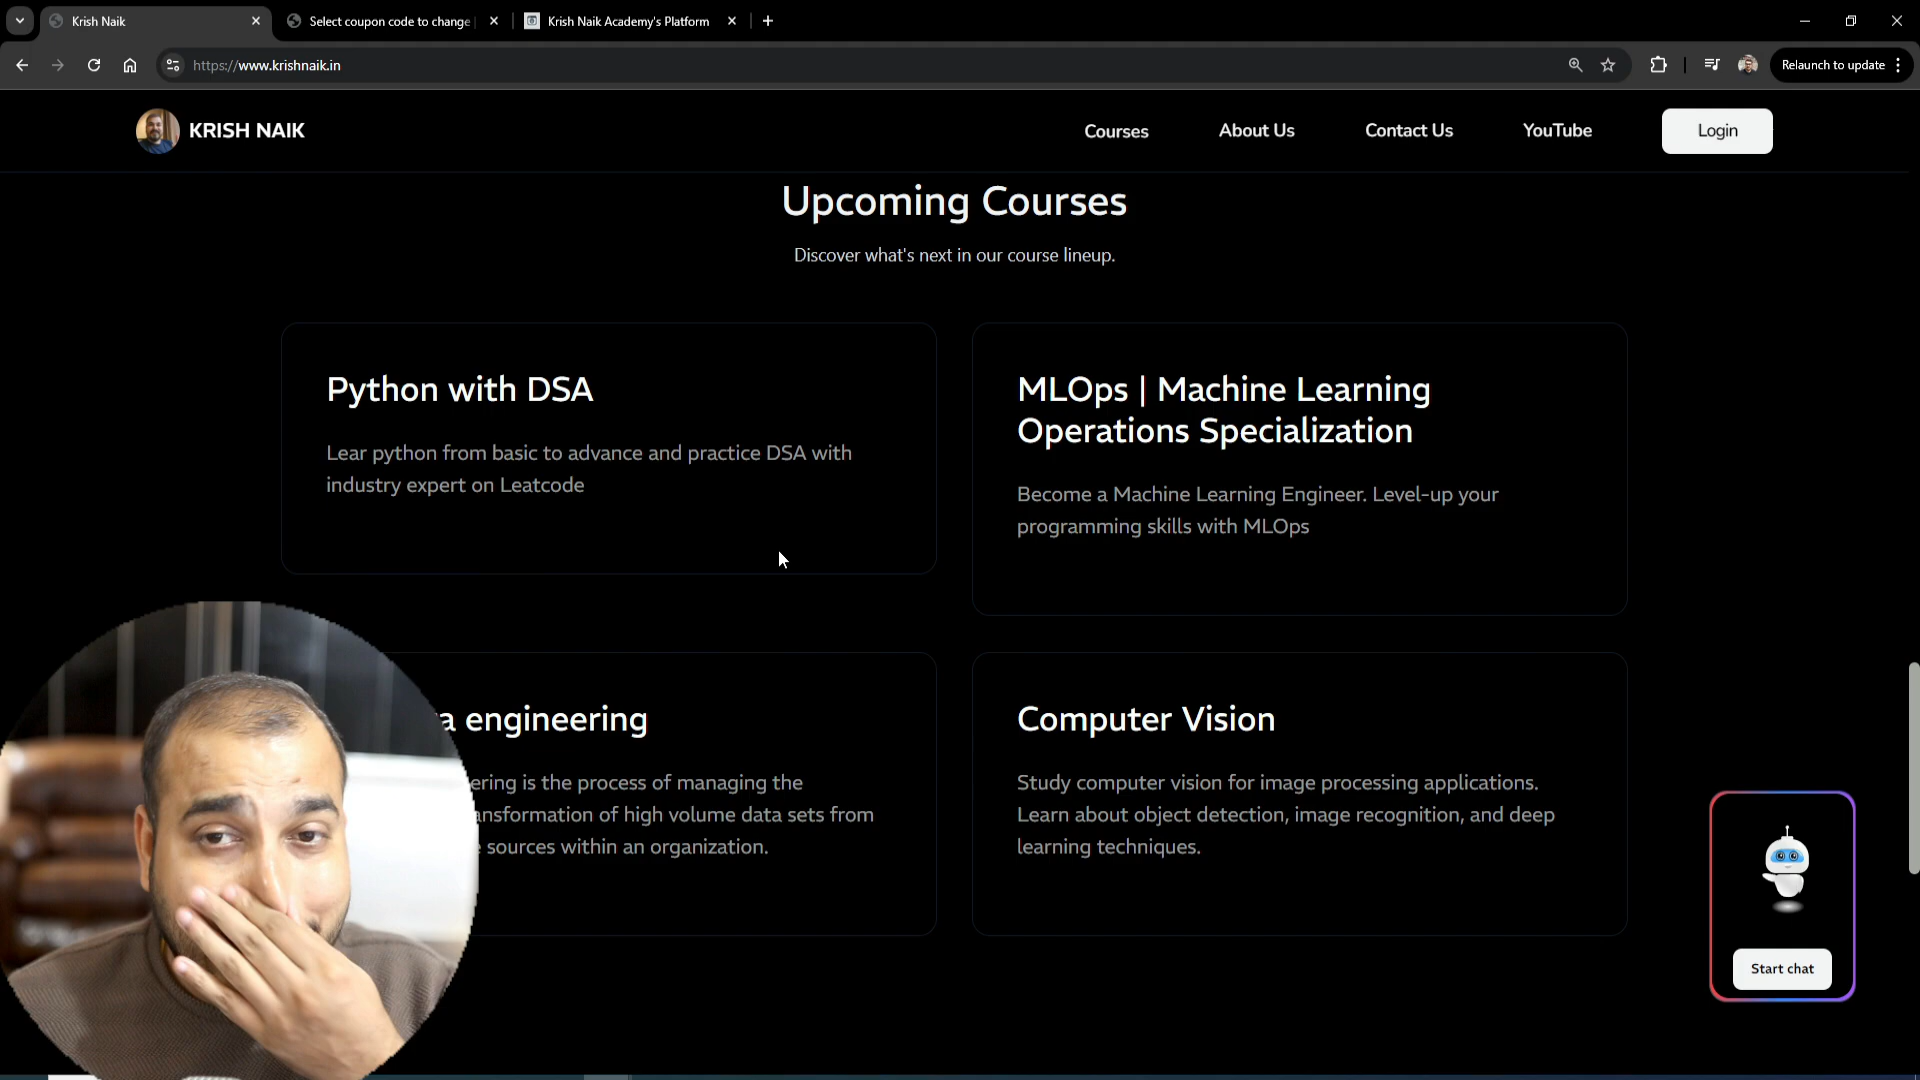 Krish Naik
Select coupon code to change
Krish Naik Academy's Platform
https://www.krishnaik.in
Relaunch to update
KRISH NAIK
Courses
About Us
Contact Us
YouTube
Login
Upcoming Courses
Discover what's next in our course lineup.
Python with DSA
Lear python from basic to advance and practice DSA with
industry expert on Leatcode
MLOps | Machine Learning
Operations Specialization
Become a Machine Learning Engineer. Level-up your
programming skills with MLOps
engineering
is the process of managing the
of high volume data sets from
sources within an organization.
Computer Vision
Study computer vision for image processing applications.
Learn about object detection, image recognition, and deep
learning techniques.
Start chat